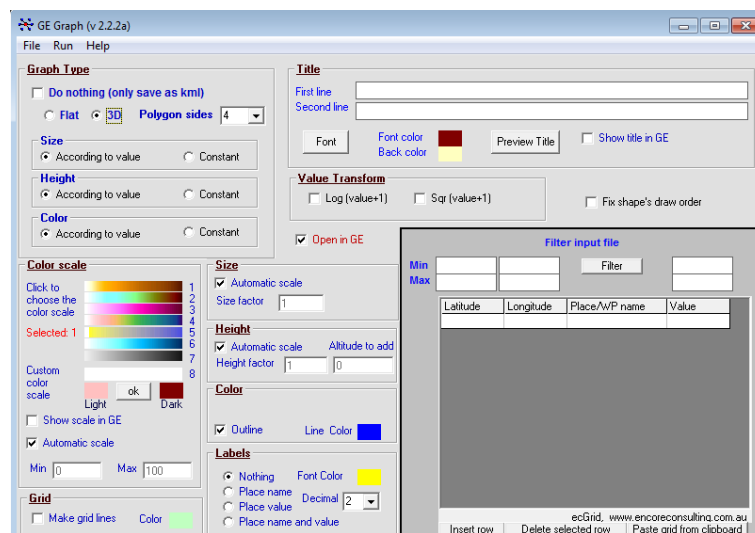 GE Graph (v 2.2.2a)
File Run Help
Graph Type
Do nothing (only save as kml)
Flat 3D Polygon sides 4
Size
According to value Constant
Height
According to value Constant
Color
According to value Constant
Title
First line
Second line
Font
Font color
Back color
Preview Title
Show title in GE
Value Transform
Log (value+1) Sqr (value+1)
Fix shape's draw order
Open in GE
Color scale
Click to
choose the
color scale
Selected: 1
1
2
3
4
5
6
7
8
Custom
color
scale
ok
Light Dark
Show scale in GE
Automatic scale
Min 0 Max 100
Grid
Make grid lines Color
Size
Automatic scale
Size factor 1
Height
Automatic scale Altitude to add
Height factor 1 0
Color
Outline Line Color
Labels
Nothing Font Color
Place name
Decimal 2
Place value
Place name and value
Filter input file
Min
Max
Filter
Latitude Longitude Place/WP name Value
ecGrid, www.encoreconsulting.com.au
Insert row Delete selected row Paste grid from clipboard